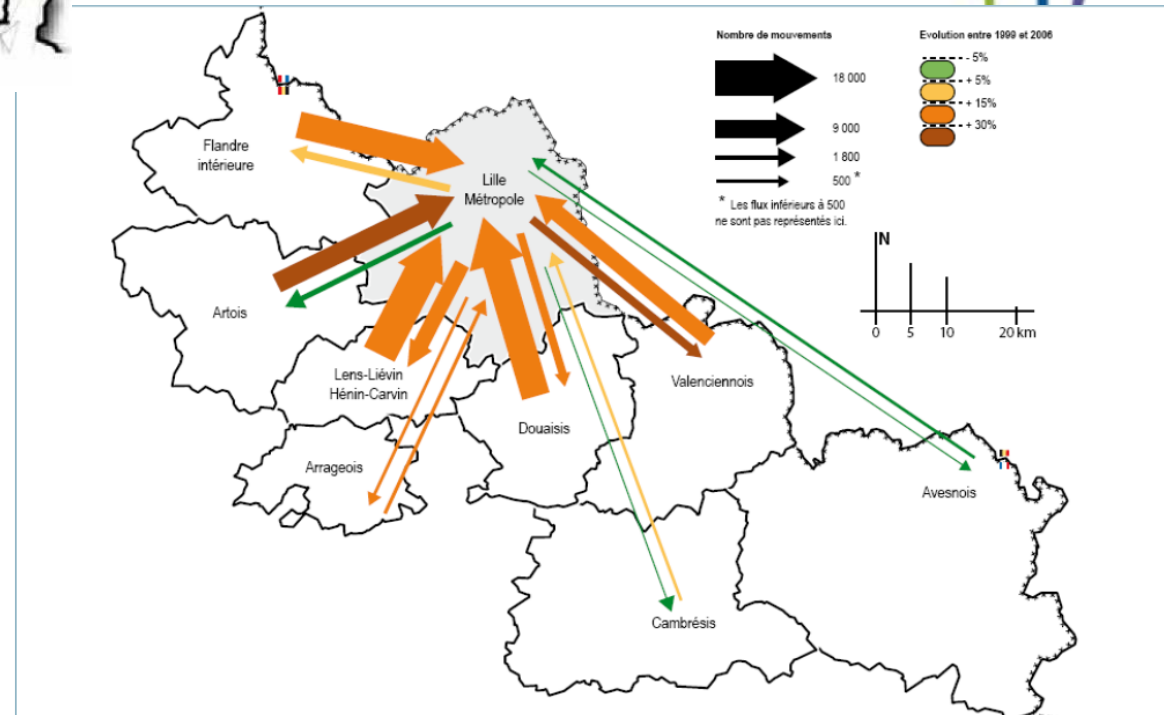 Nombre de mouvements
18 000
9 000
1 800
500 *
* Les flux inférieurs à 500
ne sont pas représentés ici.
Evolution entre 1999 et 2006
- 5%
+ 5%
+ 15%
+ 30%
N
0 5 10 20 km
Flandre
intérieure
Lille
Métropole
Artois
Lens-Liévin
Hénin-Carvin
Valenciennois
Douaisis
Arrageois
Avesnois
Cambrésis